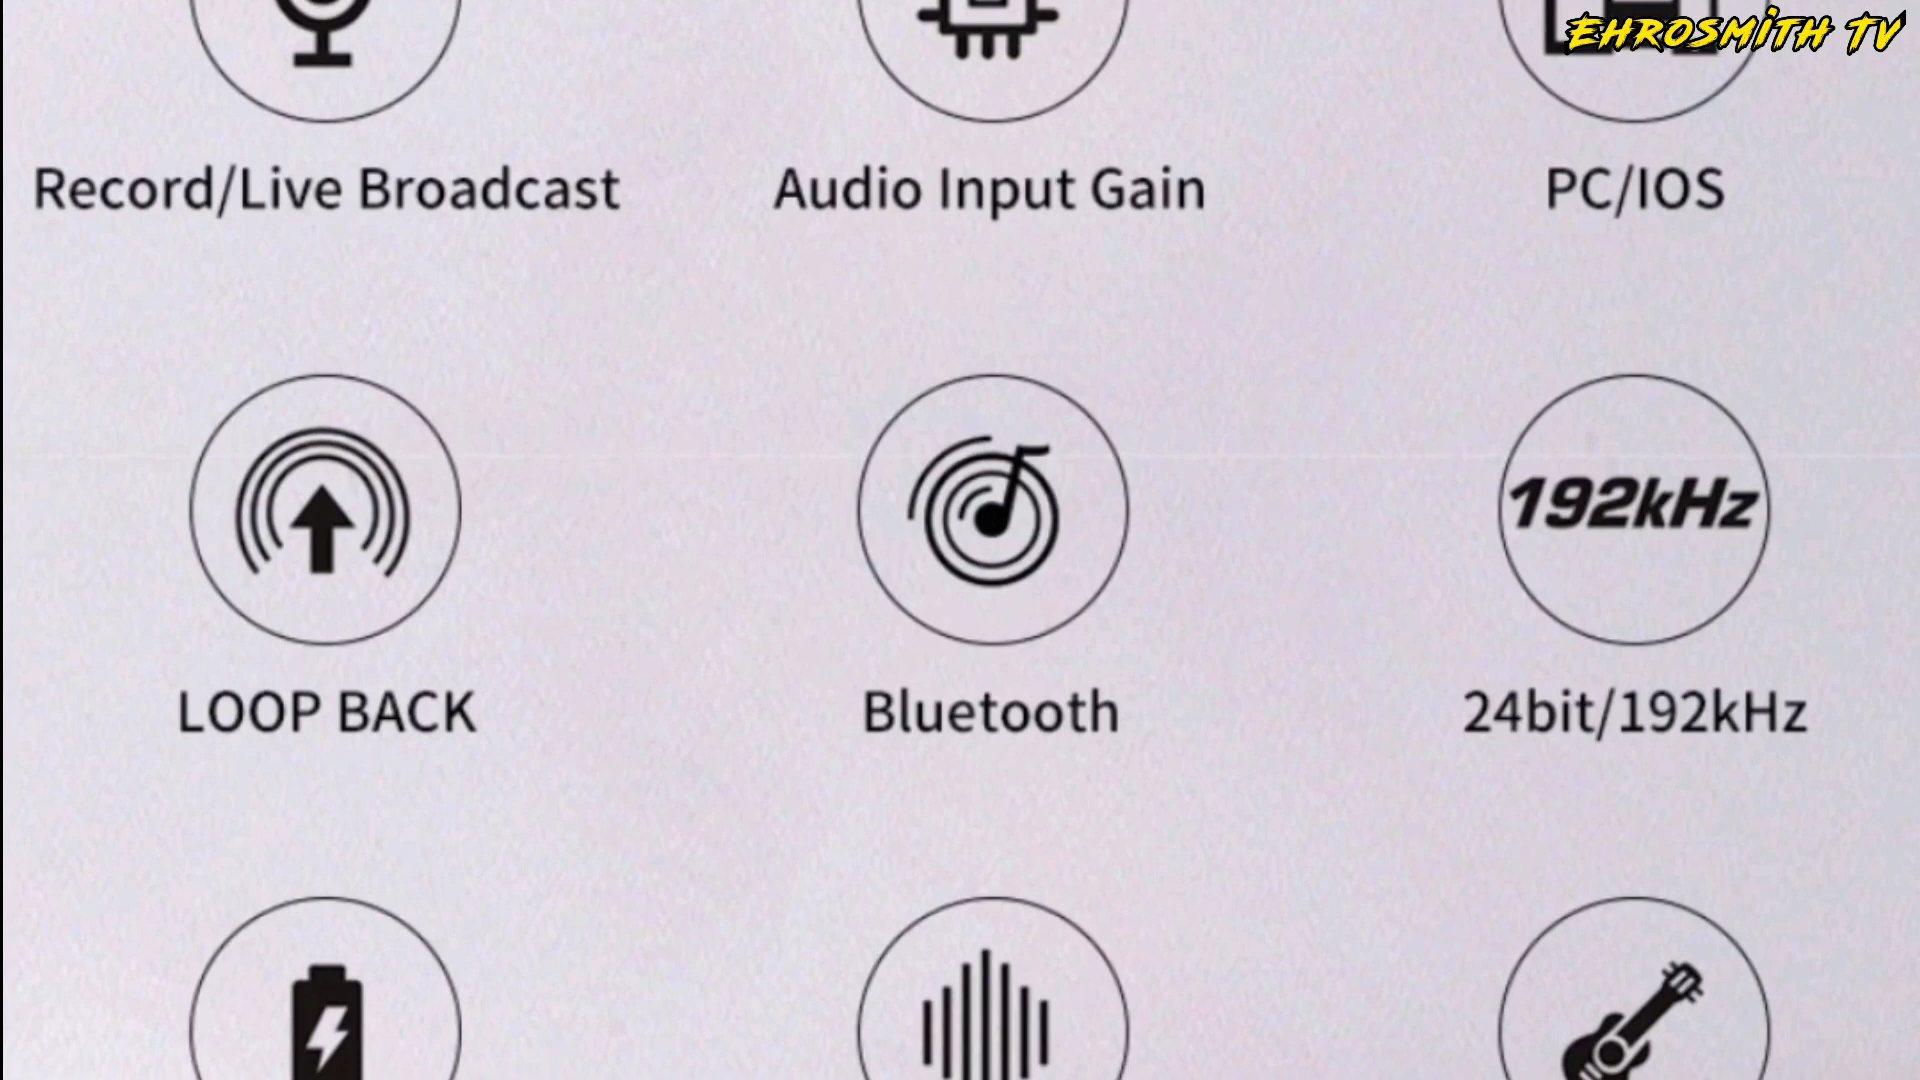 EHROSMITH TV
Record/Live Broadcast
Audio Input Gain
PC/IOS
192kHz
LOOP BACK
Bluetooth
24bit/192kHz